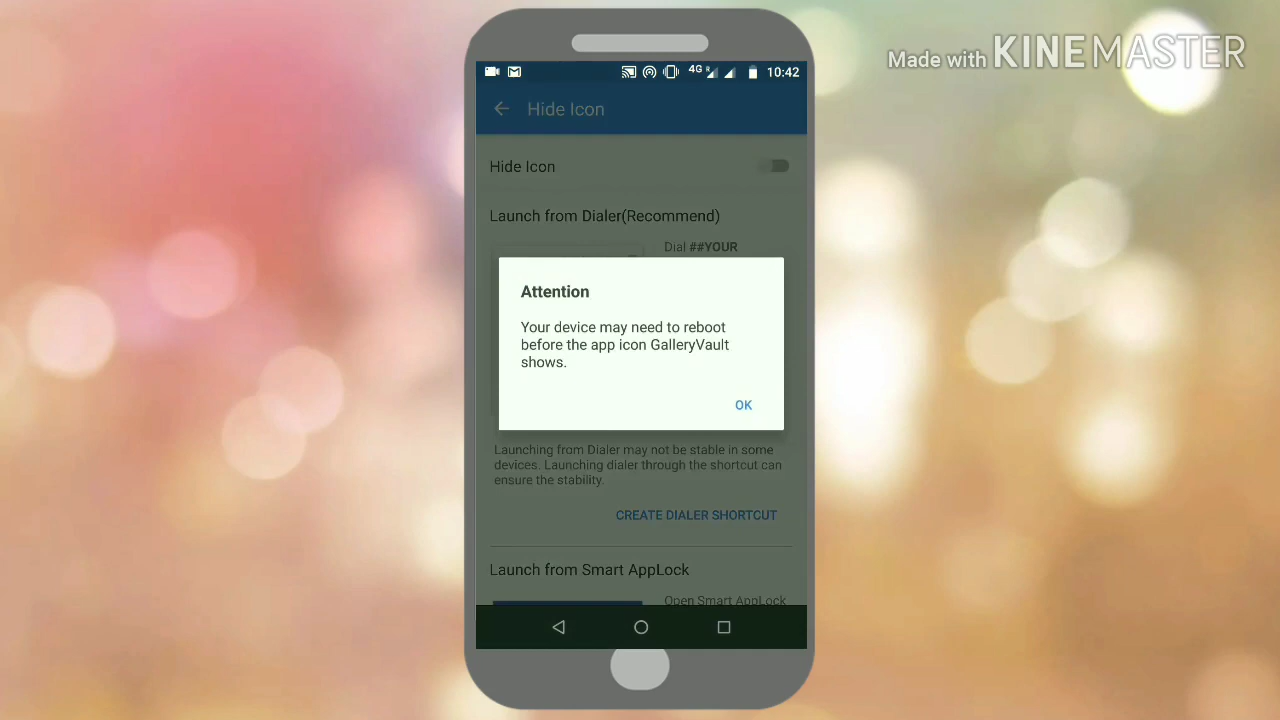 Made with KINEMASTER
4G R 10:42
Hide Icon
Hide Icon
Launch from Dialer(Recommend)
Dial ##YOUR
Attention
Your device may need to reboot
before the app icon GalleryVault
shows.
OK
Launching from Dialer may not be stable in some
devices. Launching dialer through the shortcut can
ensure the stability.
CREATE DIALER SHORTCUT
Launch from Smart AppLock
Open Smart AppLock